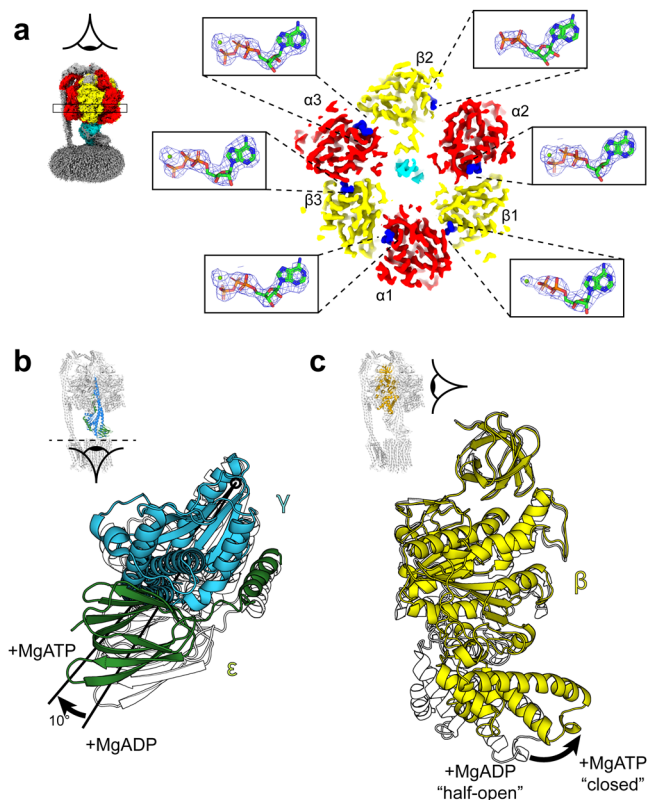 a
β2
α3
α2
β3
β1
α1
b
c
γ
β
ε
+MgATP
10°
+MgADP
+MgADP
"half-open"
+MgATP
"closed"